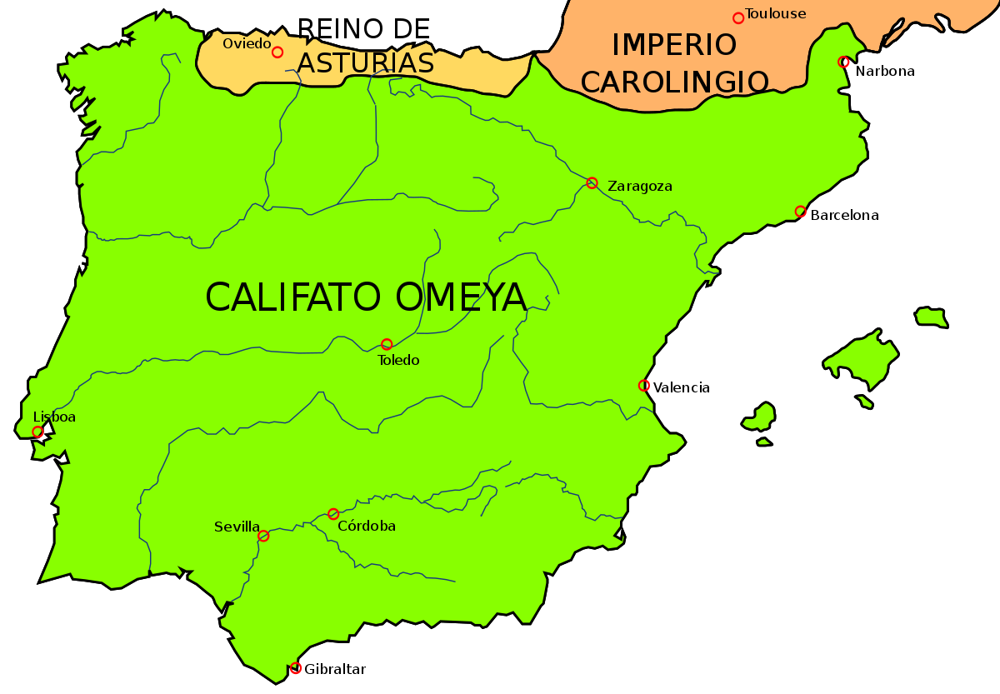 Toulouse
REINO DE
ASTURIAS
Oviedo
IMPERIO
CAROLINGIO
Narbona
Zaragoza
Barcelona
CALIFATO OMEYA
Toledo
Valencia
Lisboa
Sevilla
Córdoba
Gibraltar